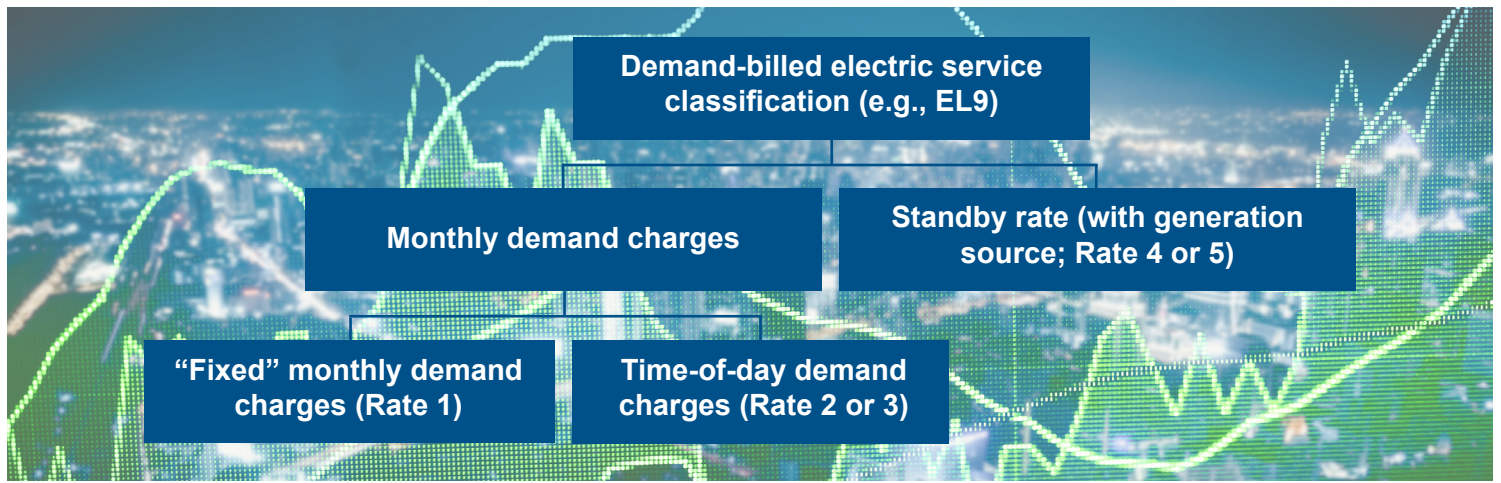 Demand-billed electric service
classification (e.g., EL9)
Monthly demand charges
Standby rate (with generation
source; Rate 4 or 5)
“Fixed” monthly demand
charges (Rate 1)
Time-of-day demand
charges (Rate 2 or 3)